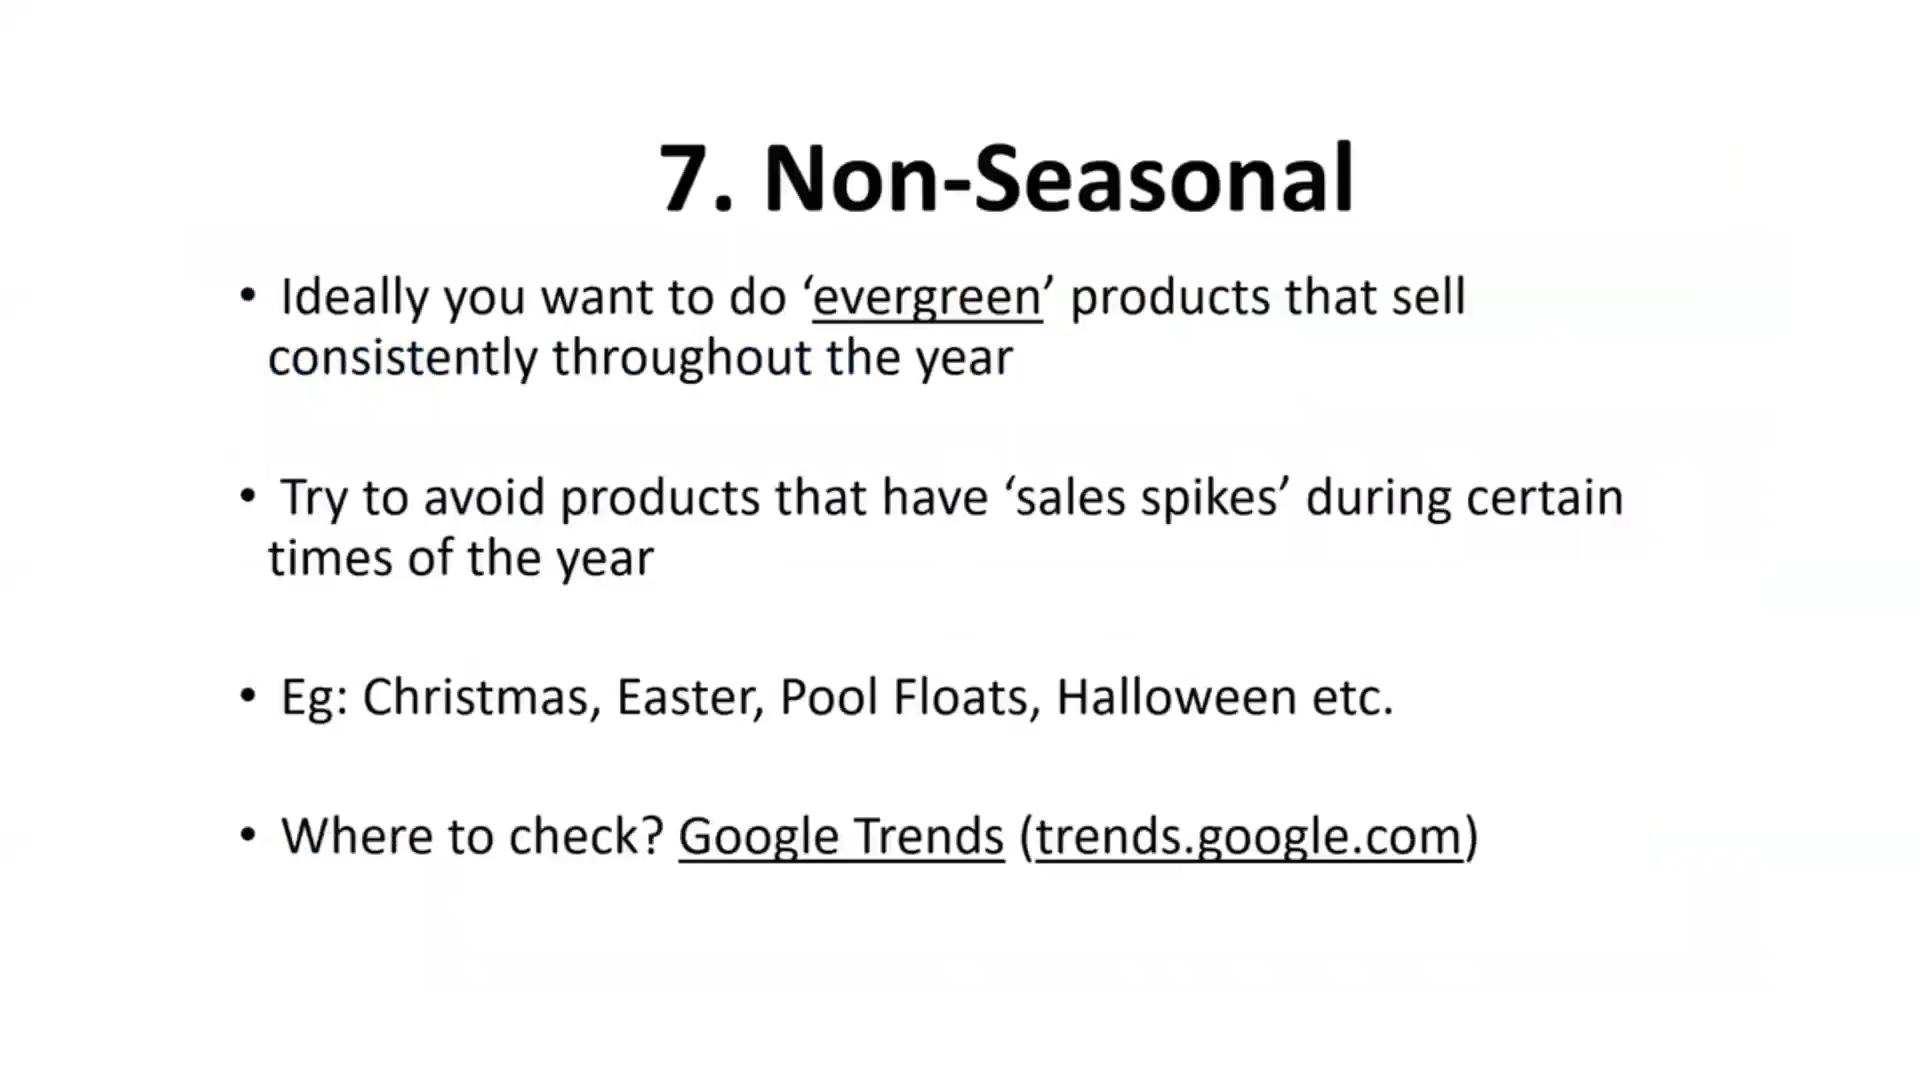 7. Non-Seasonal
• Ideally you want to do ‘evergreen’ products that sell
consistently throughout the year
• Try to avoid products that have ‘sales spikes’ during certain
times of the year
• Eg: Christmas, Easter, Pool Floats, Halloween etc.
• Where to check? Google Trends (trends.google.com)